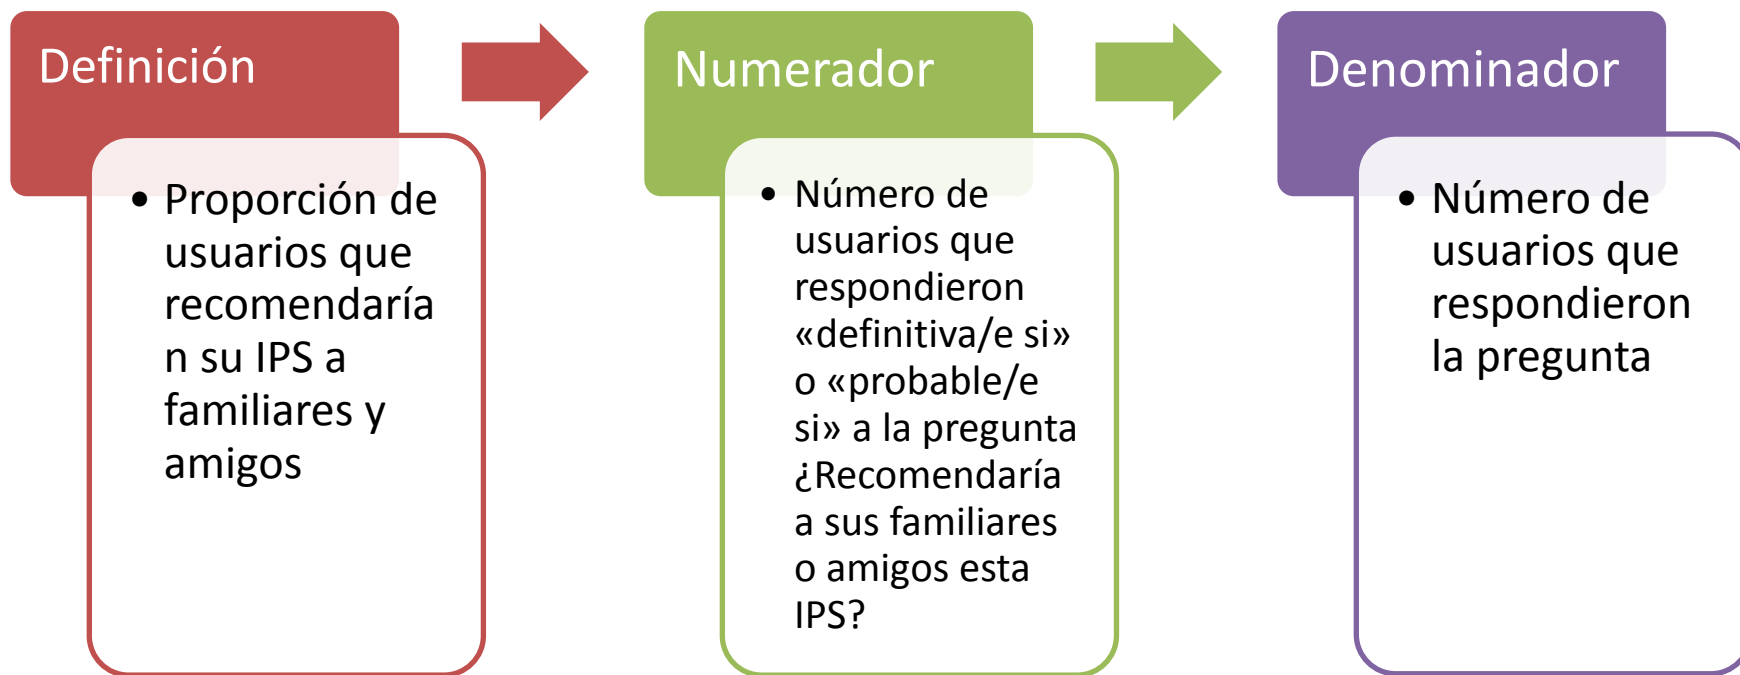 Definición
• Proporción de
usuarios que
recomendaría
n su IPS a
familiares y
amigos
Numerador
• Número de
usuarios que
respondieron
«definitiva/e si»
o «probable/e
si» a la pregunta
¿Recomendaría
a sus familiares
o amigos esta
IPS?
Denominador
• Número de
usuarios que
respondieron
la pregunta